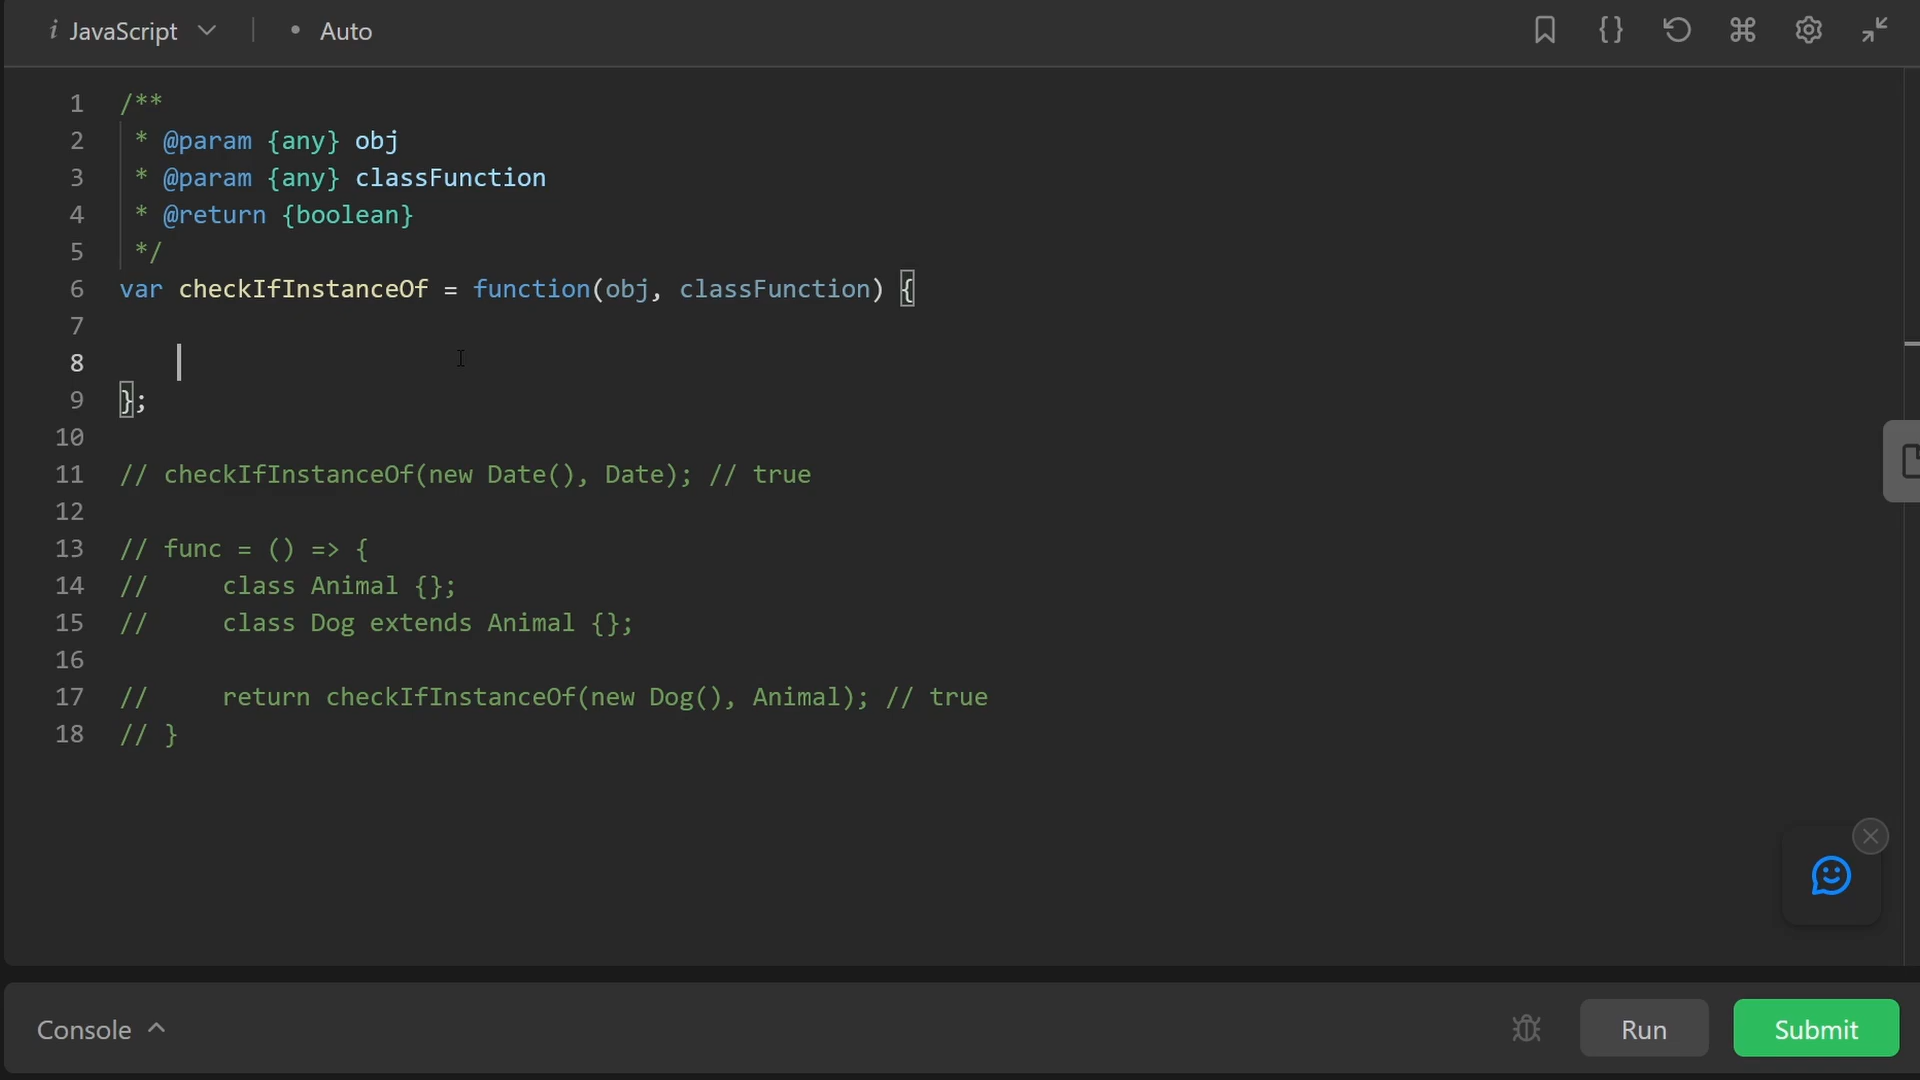 i JavaScript • Auto
1 /**
2 * @param {any} obj
3 * @param {any} classFunction
4 * @return {boolean}
5 */
6 var checkIfInstanceOf = function(obj, classFunction) {
7
8
9 };
10
11 // checkIfInstanceOf(new Date(), Date); // true
12
13 // func = () => {
14 //     class Animal {};
15 //     class Dog extends Animal {};
16
17 //     return checkIfInstanceOf(new Dog(), Animal); // true
18 // }
Console Run Submit